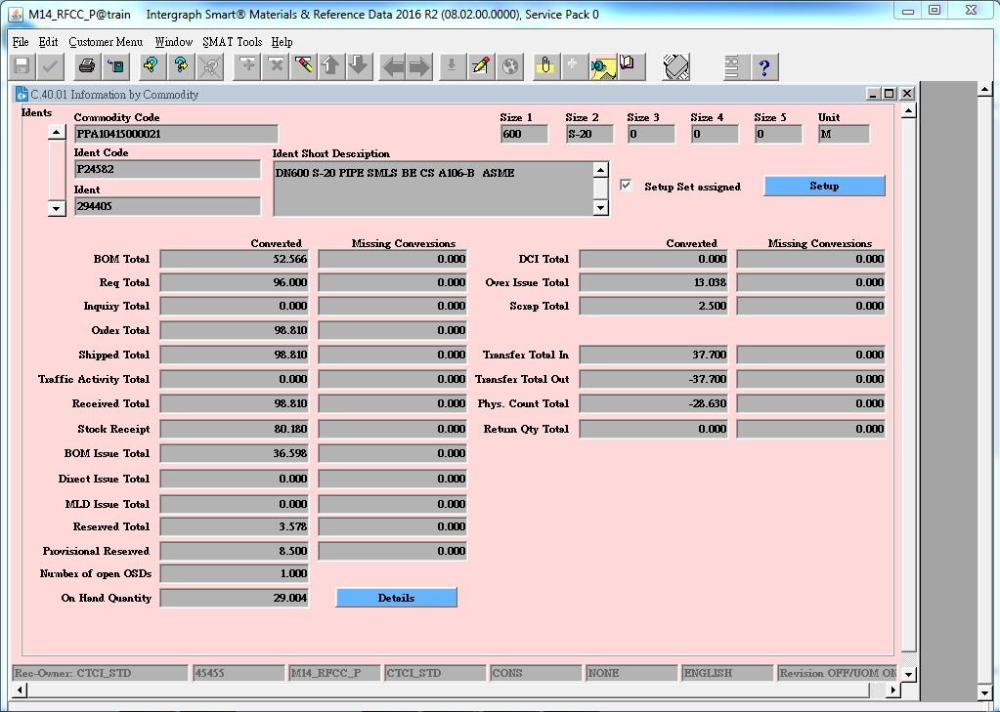 M14_RFCC_P@train Intergraph Smart® Materials & Reference Data 2016 R2 (08.02.00.0000), Service Pack 0
File Edit Customer Menu Window SMAT Tools Help
C.40.01 Information by Commodity
Idents
Commodity Code Size 1 Size 2 Size 3 Size 4 Size 5 Unit
PPA10415000021 600 S-20 0 0 0 M
Ident Code Ident Short Description
P24582 DN600 S-20 PIPE SMLS BE CS A106-B ASME
Setup Set assigned Setup
Ident
294405
Converted Missing Conversions Converted Missing Conversions
BOM Total 52.566 0.000 DCI Total 0.000 0.000
Req Total 96.000 0.000 Over Issue Total 13.038 0.000
Inquiry Total 0.000 0.000 Scrap Total 2.500 0.000
Order Total 98.810 0.000
Shipped Total 98.810 0.000 Transfer Total In 37.700 0.000
Traffic Activity Total 0.000 0.000 Transfer Total Out -37.700 0.000
Received Total 98.810 0.000 Phys. Count Total -28.630 0.000
Stock Receipt 80.180 0.000 Return Qty Total 0.000 0.000
BOM Issue Total 36.598 0.000
Direct Issue Total 0.000 0.000
MLD Issue Total 0.000 0.000
Reserved Total 3.578 0.000
Provisional Reserved 8.500 0.000
Number of open OSDs 1.000
On Hand Quantity 29.004 Details
Rec-Owner: CTCI_STD 45455 M14_RFCC_P CTCI_STD CONS NONE ENGLISH Revision OFF/UOM ON